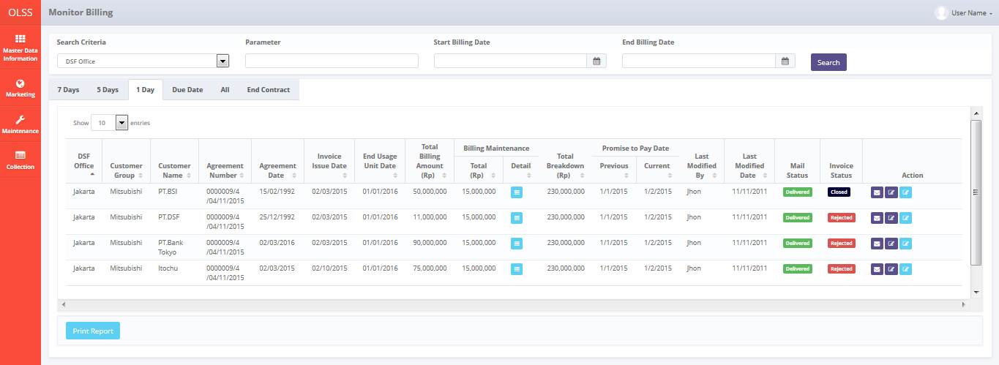 OLSS
Monitor Billing
User Name
Master Data
Information
Marketing
Maintenance
Collection
Search Criteria
Parameter
Start Billing Date
End Billing Date
DSF Office
Search
7 Days
5 Days
1 Day
Due Date
All
End Contract
Show 10 entries
DSF
Office
Customer
Group
Customer
Name
Agreement
Number
Agreement
Date
Invoice
Issue Date
End Usage
Unit Date
Total
Billing
Amount
(Rp)
Billing Maintenance
Total
(Rp)
Detail
Total
Breakdown
(Rp)
Promise to Pay Date
Previous
Current
Last
Modified
By
Last
Modified
Date
Mail
Status
Invoice
Status
Action
Jakarta Mitsubishi PT.BSI 0000009/4 15/02/1992 02/03/2015 01/01/2016 50,000,000 15,000,000 230,000,000 1/1/2015 1/2/2015 Jhon 11/11/2011 Delivered Closed
/04/11/2015
Jakarta Mitsubishi PT.DSF 0000009/4 25/12/1992 02/03/2015 01/01/2016 11,000,000 15,000,000 230,000,000 1/1/2015 1/2/2015 Jhon 11/11/2011 Delivered Rejected
/04/11/2015
Jakarta Mitsubishi PT.Bank 0000009/4 02/03/2016 02/03/2015 01/01/2016 90,000,000 15,000,000 230,000,000 1/1/2015 1/2/2015 Jhon 11/11/2011 Delivered Rejected
Tokyo /04/11/2015
Jakarta Mitsubishi Itochu 0000009/4 02/03/2015 02/10/2015 01/01/2016 75,000,000 15,000,000 230,000,000 1/1/2015 1/2/2015 Jhon 11/11/2011 Delivered Rejected
/04/11/2015
Print Report